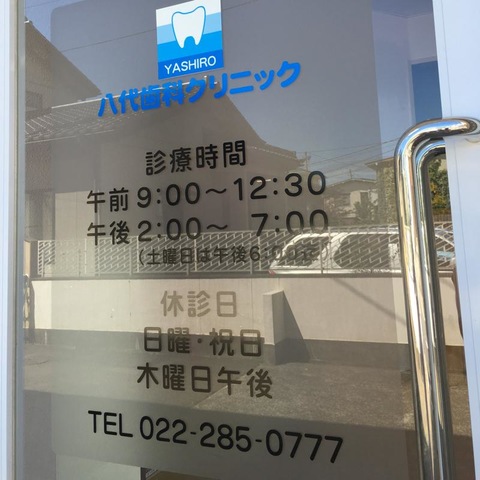 YASHIRO
八代歯科クリニック
診療時間
午前 9:00～12:30
午後 2:00～ 7:00
(土曜日は午後6:00迄)
休診日
日曜・祝日
木曜日午後
TEL 022-285-0777